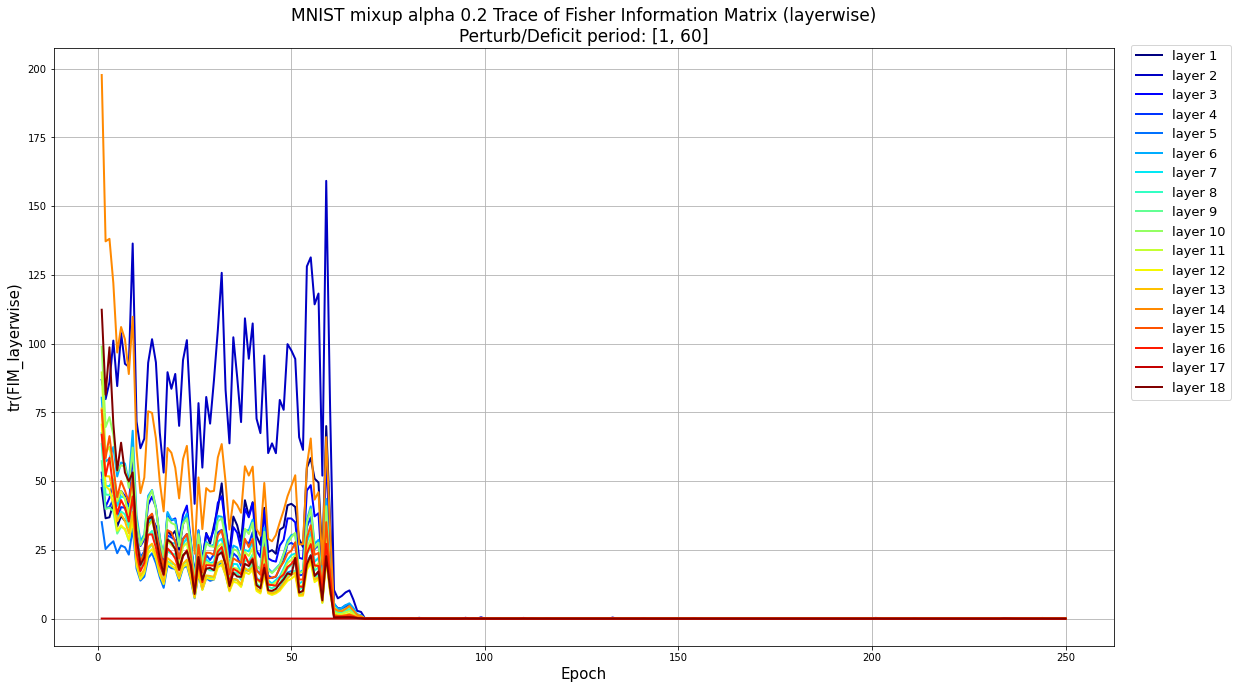 MNIST mixup alpha 0.2 Trace of Fisher Information Matrix (layerwise)
Perturb/Deficit period: [1, 60]
tr(FIM_layerwise)
200
175
150
125
100
75
50
25
0
0
50
100
150
200
250
Epoch
layer 1
layer 2
layer 3
layer 4
layer 5
layer 6
layer 7
layer 8
layer 9
layer 10
layer 11
layer 12
layer 13
layer 14
layer 15
layer 16
layer 17
layer 18